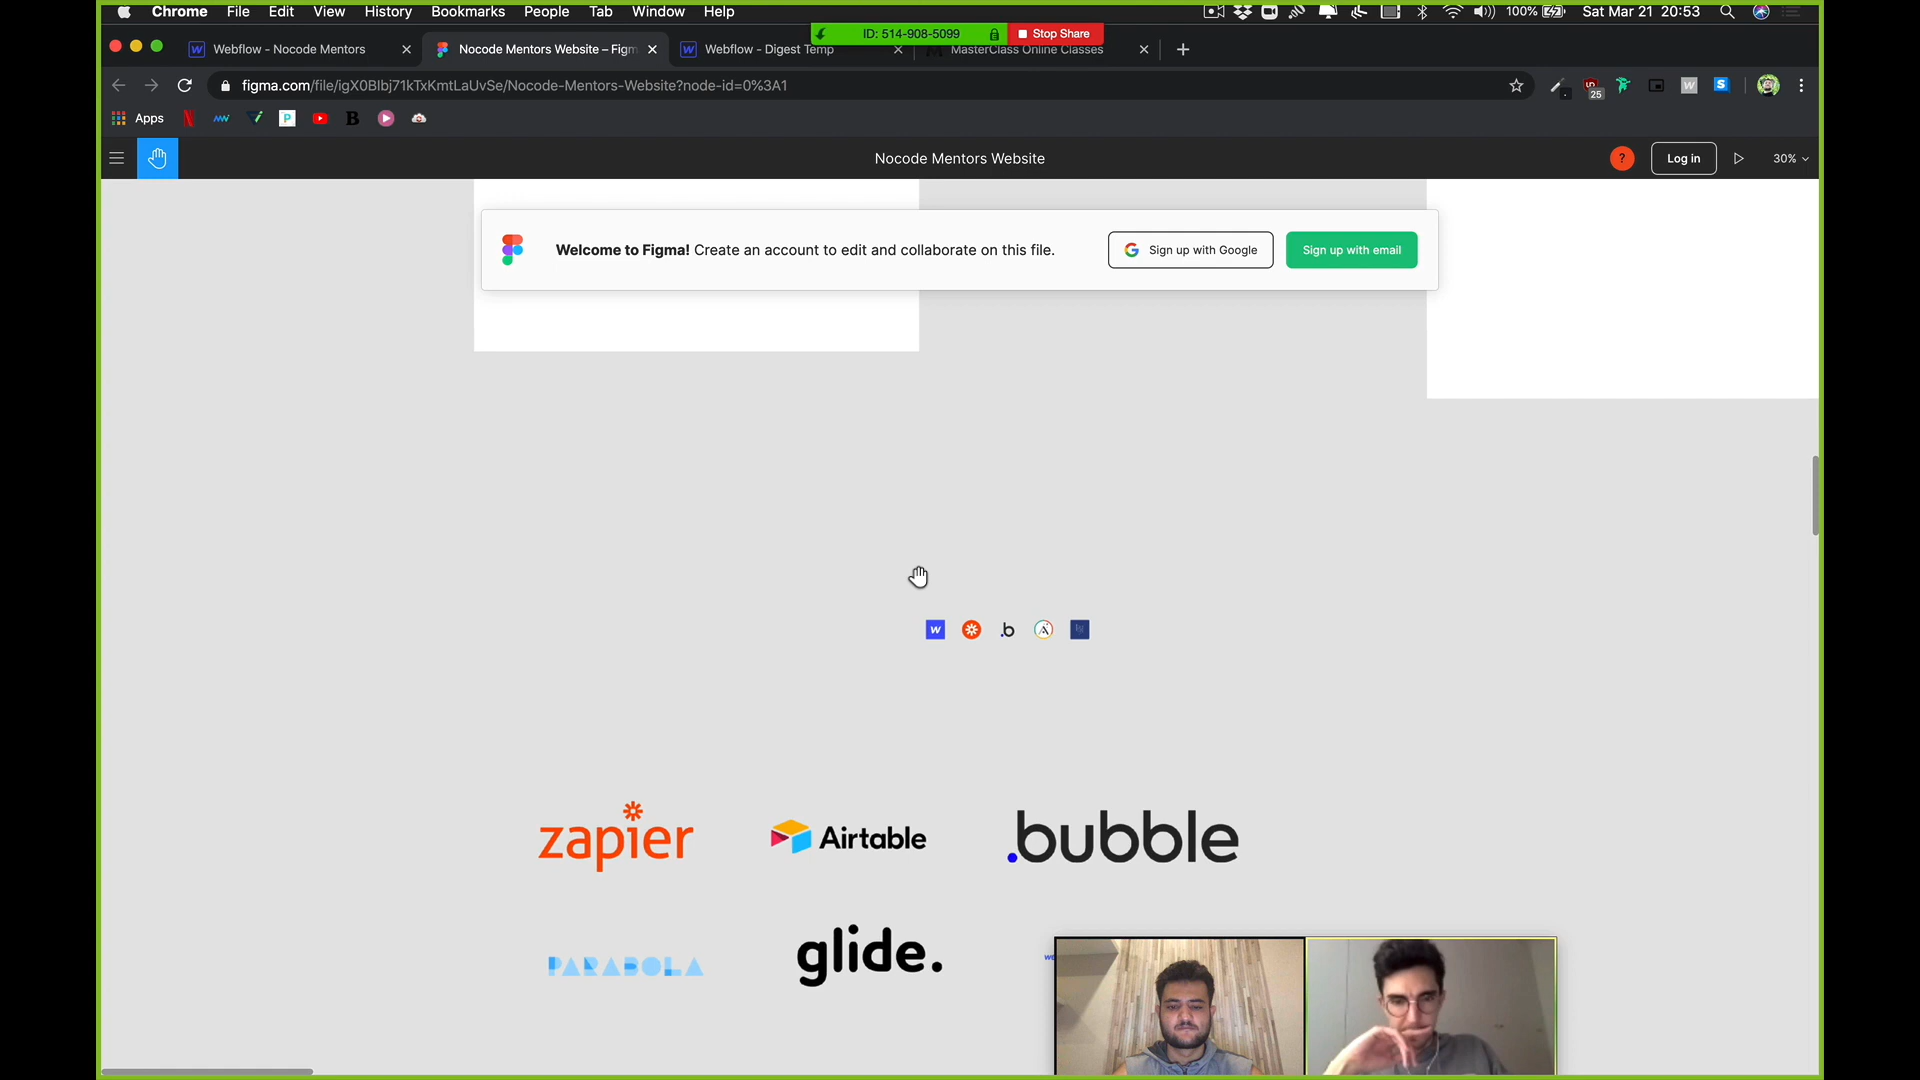 Chrome File Edit View History Bookmarks People Tab Window Help
100% Sat Mar 21 20:53
ID: 514-908-5099 Stop Share
Webflow - Nocode Mentors
Nocode Mentors Website – Figm
Webflow - Digest Temp
MasterClass Online Classes
figma.com/file/igX0BIbj71kTxKmtLaUvSe/Nocode-Mentors-Website?node-id=0%3A1
25
Apps
Nocode Mentors Website
? Log in 30%
Welcome to Figma! Create an account to edit and collaborate on this file.
Sign up with Google
Sign up with email
zapier Airtable .bubble
PARABOLA glide.